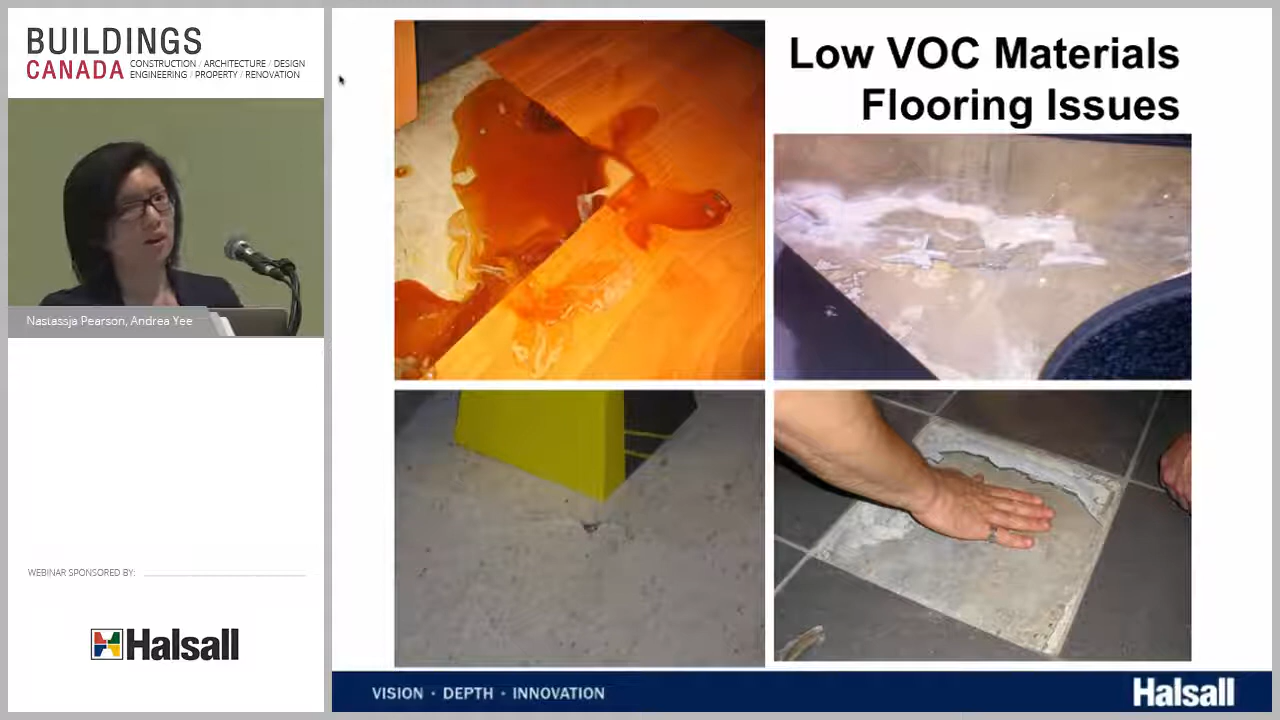 BUILDINGS
CANADA CONSTRUCTION / ARCHITECTURE / DESIGN
ENGINEERING / PROPERTY / RENOVATION
Nastassja Pearson, Andrea Yee
WEBINAR SPONSORED BY:
Halsall
Low VOC Materials
Flooring Issues
VISION · DEPTH · INNOVATION
Halsall